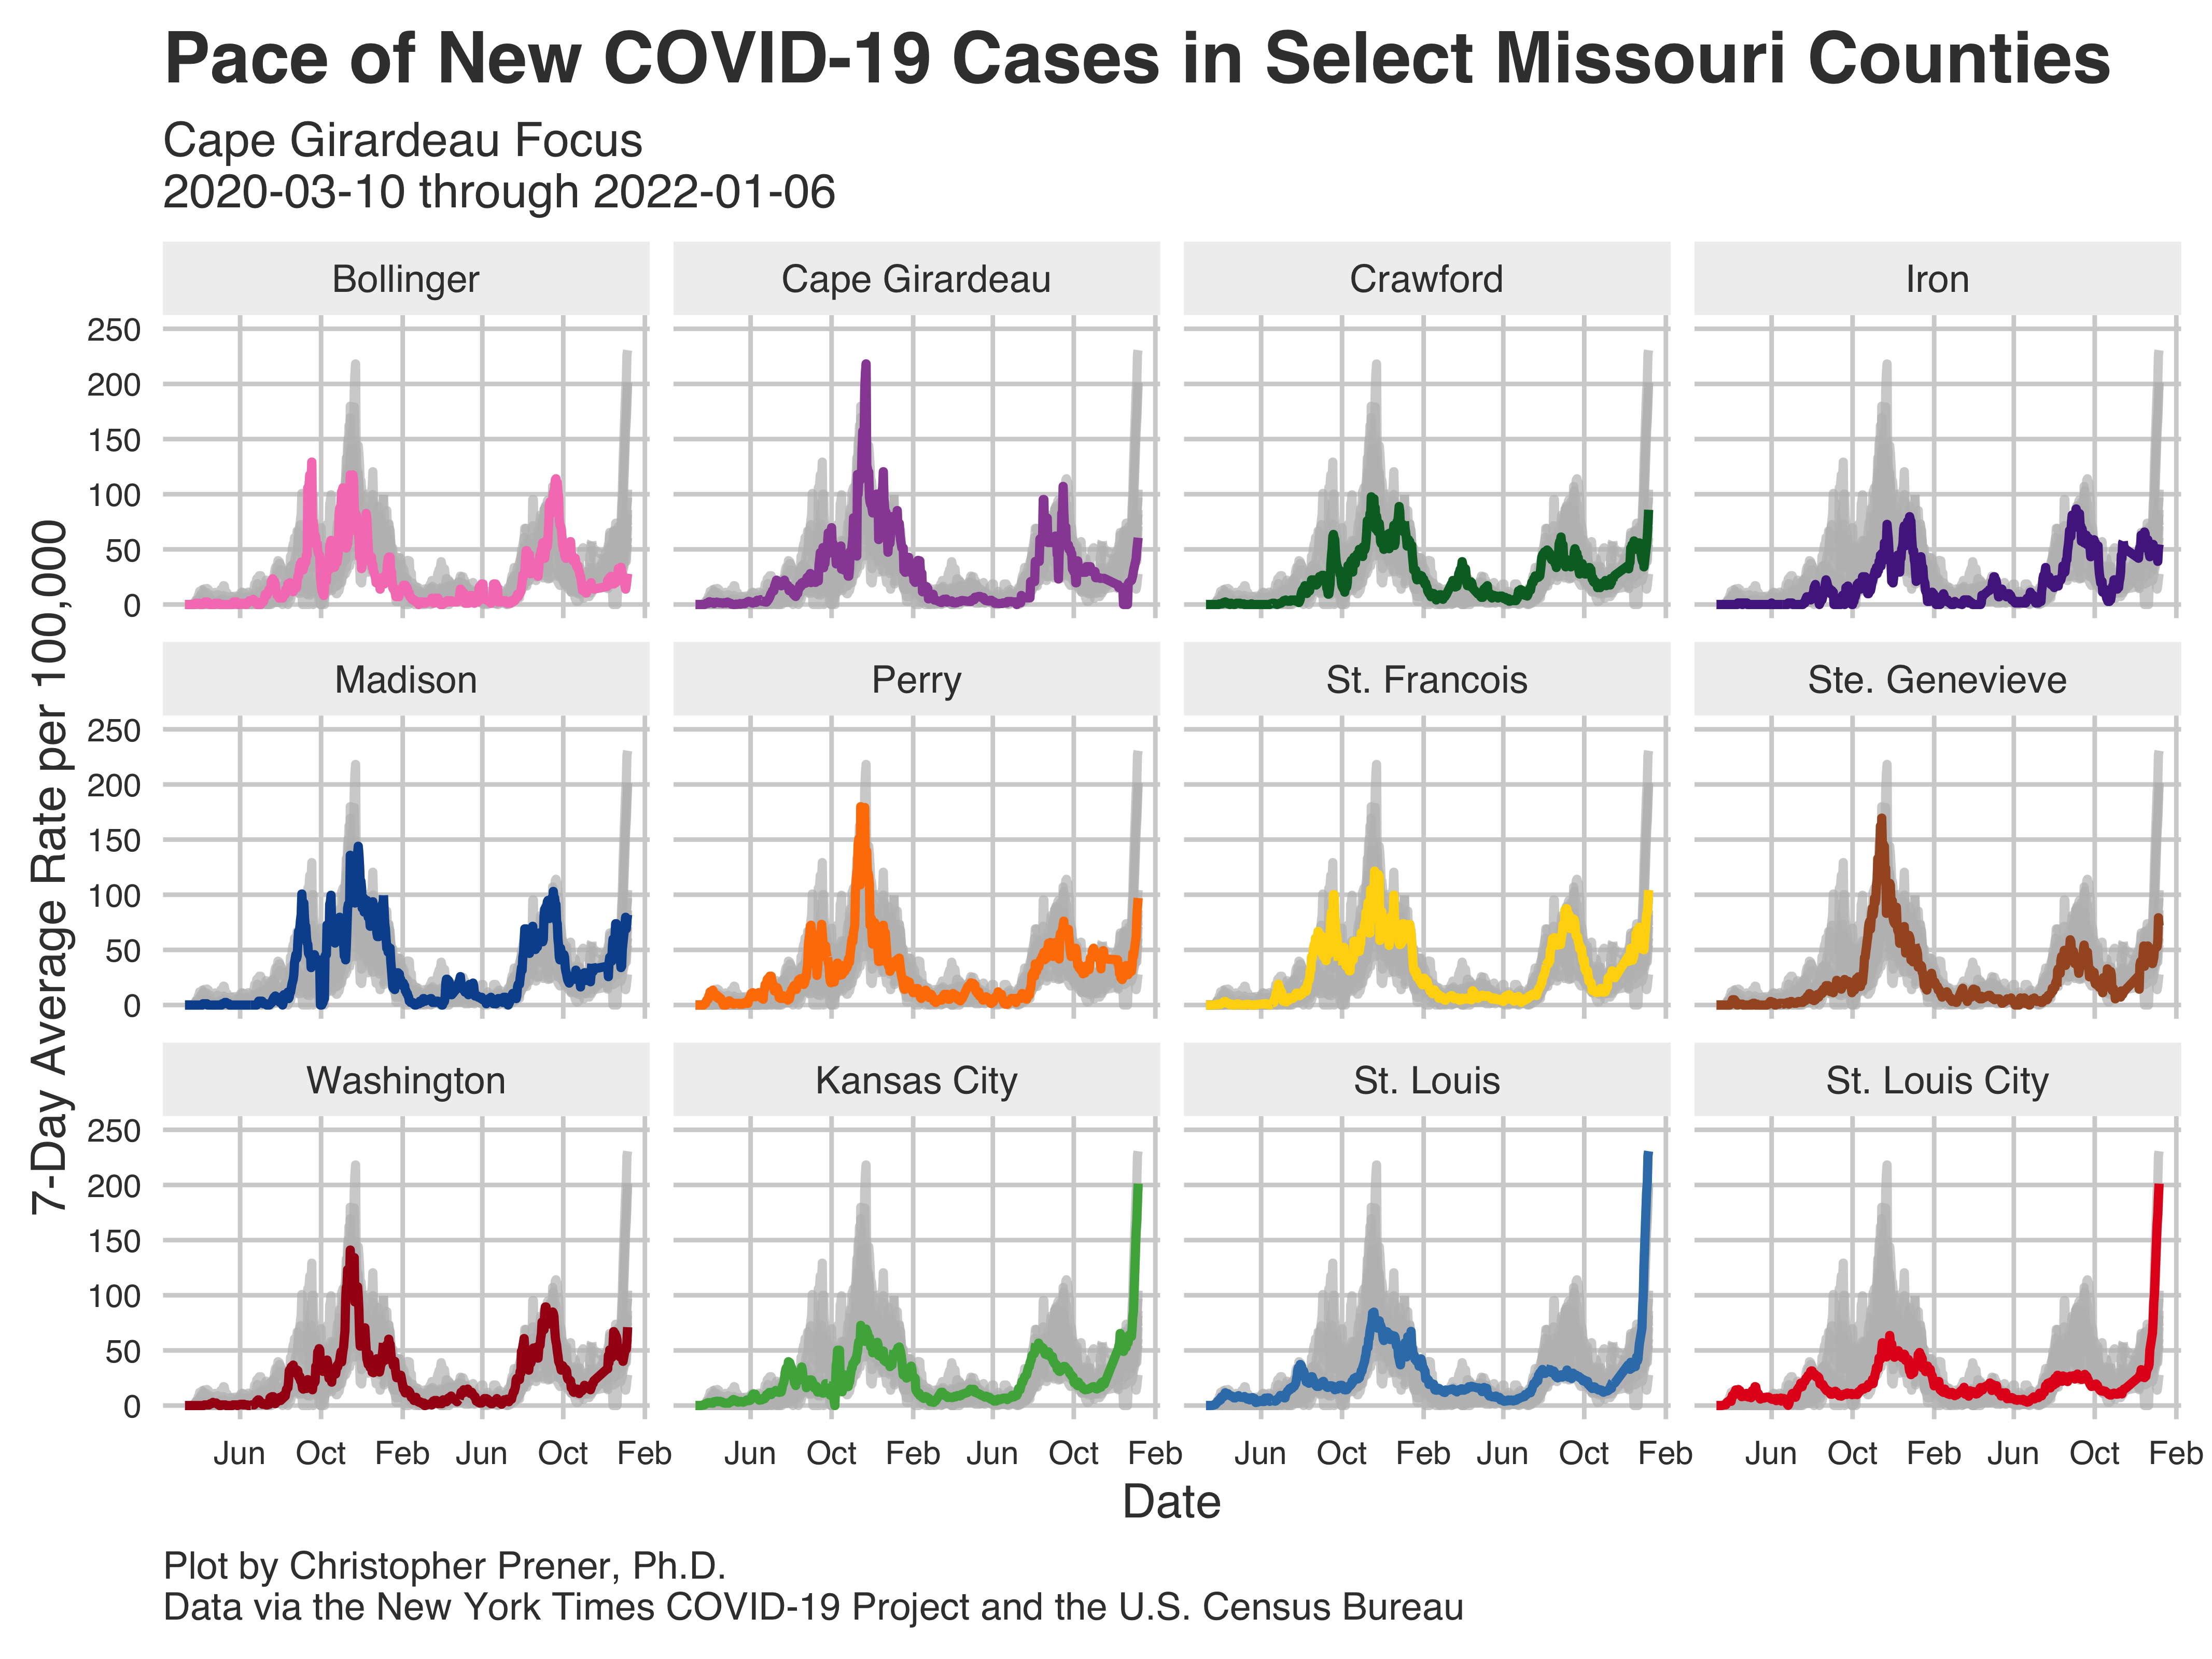 Pace of New COVID-19 Cases in Select Missouri Counties
Cape Girardeau Focus
2020-03-10 through 2022-01-06
Bollinger
Cape Girardeau
Crawford
Iron
250
200
150
100
50
0
Madison
Perry
St. Francois
Ste. Genevieve
250
200
150
100
50
0
Washington
Kansas City
St. Louis
St. Louis City
250
200
150
100
50
0
7-Day Average Rate per 100,000
Jun Oct Feb Jun Oct Feb
Jun Oct Feb Jun Oct Feb
Jun Oct Feb Jun Oct Feb
Jun Oct Feb Jun Oct Feb
Date
Plot by Christopher Prener, Ph.D.
Data via the New York Times COVID-19 Project and the U.S. Census Bureau